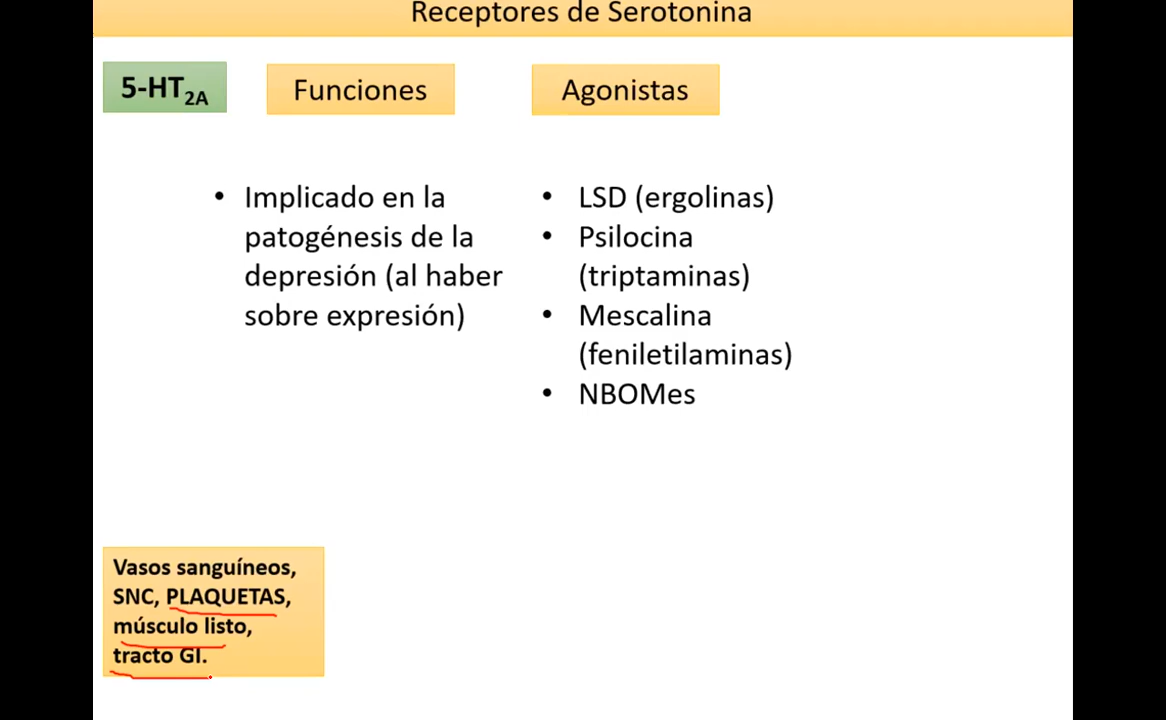 Receptores de Serotonina
5-HT2A
Funciones
Agonistas
• Implicado en la
patogénesis de la
depresión (al haber
sobre expresión)
• LSD (ergolinas)
• Psilocina
(triptaminas)
• Mescalina
(feniletilaminas)
• NBOMes
Vasos sanguíneos,
SNC, PLAQUETAS,
músculo listo,
tracto GI.